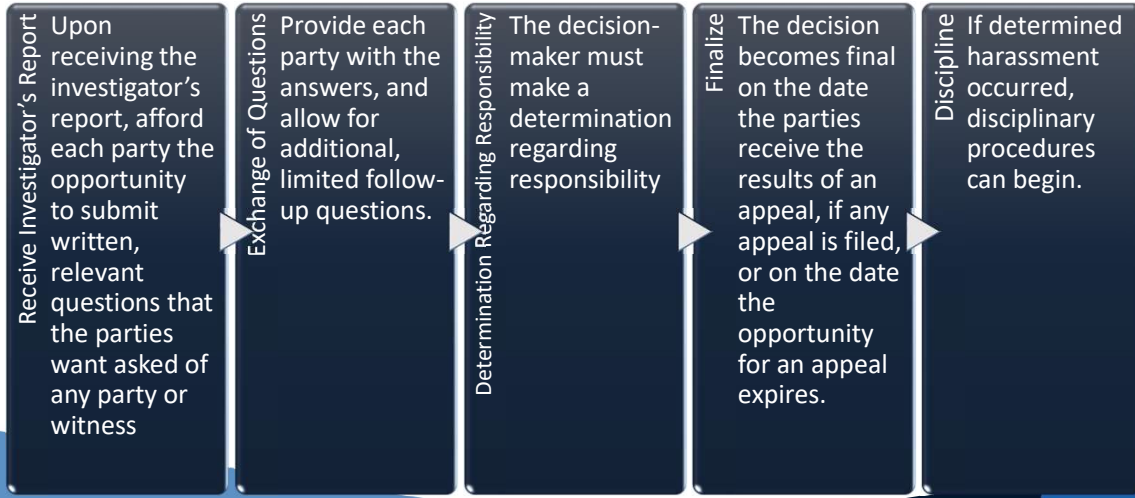 Receive Investigator's Report
Upon
receiving the
investigator's
report, afford
each party the
opportunity
to submit
written,
relevant
questions that
the parties
want asked of
any party or
witness
Exchange of Questions
Provide each
party with the
answers, and
allow for
additional,
limited follow-
up questions.
Determination Regarding Responsibility
The decision-
maker must
make a
determination
regarding
responsibility
Finalize
The decision
becomes final
on the date
the parties
receive the
results of an
appeal, if any
appeal is filed,
or on the date
the
opportunity
for an appeal
expires.
Discipline
If determined
harassment
occurred,
disciplinary
procedures
can begin.